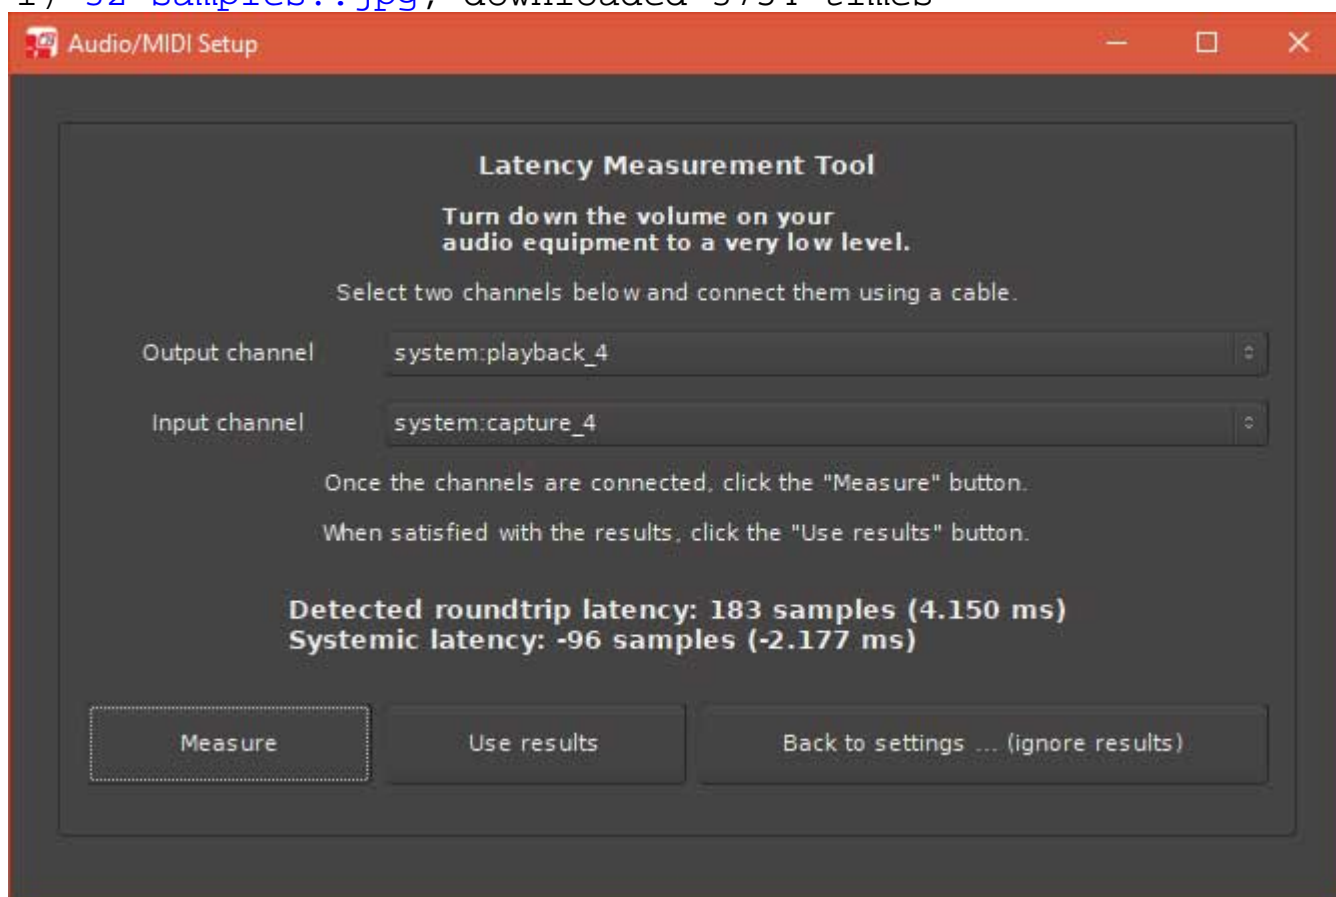 Audio/MIDI Setup
Latency Measurement Tool
Turn down the volume on your
audio equipment to a very low level.
Select two channels below and connect them using a cable.
Output channel system:playback_4
Input channel system:capture_4
Once the channels are connected, click the "Measure" button.
When satisfied with the results, click the "Use results" button.
Detected roundtrip latency: 183 samples (4.150 ms)
Systemic latency: -96 samples (-2.177 ms)
Measure Use results Back to settings ... (ignore results)